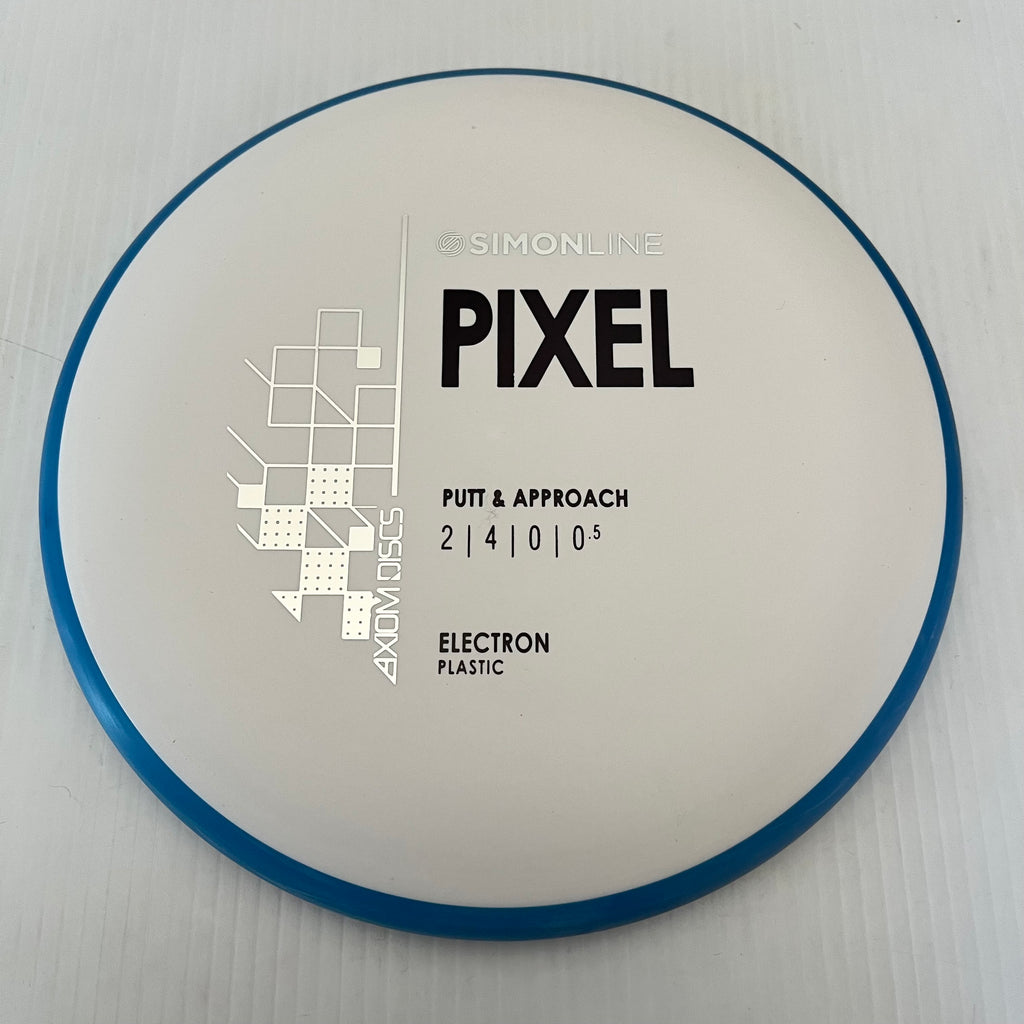 SIMONLINE
PIXEL
PUTT & APPROACH
2 | 4 | 0 | 0.5
ELECTRON
PLASTIC
AXIOM DISCS